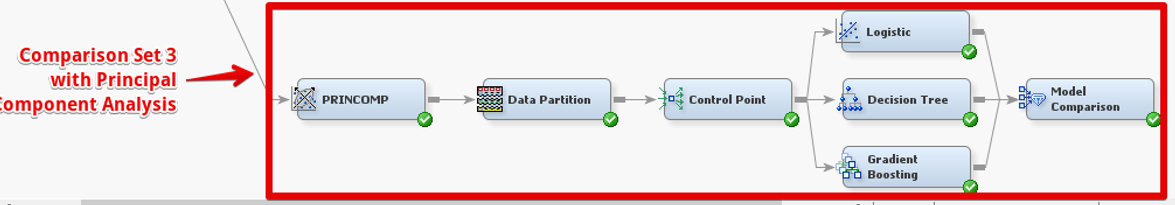 Comparison Set 3
with Principal
Component Analysis
PRINCOMP
Data Partition
Control Point
Logistic
Decision Tree
Gradient
Boosting
Model
Comparison